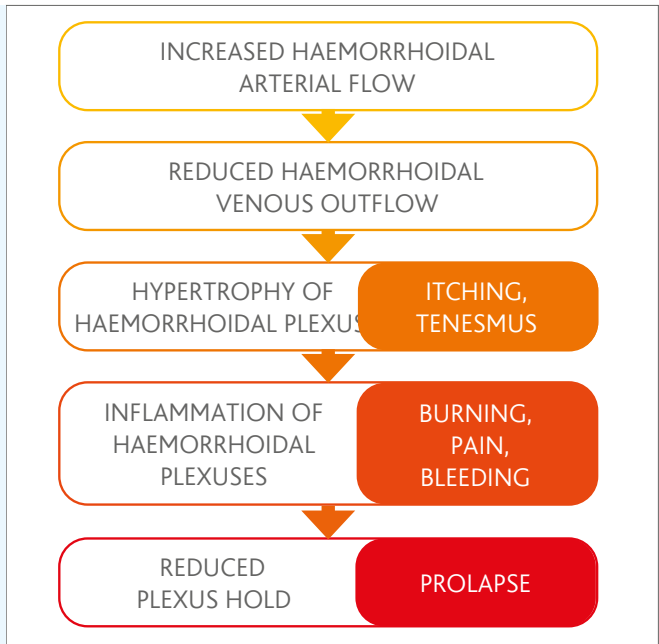 INCREASED HAEMORRHOIDAL
ARTERIAL FLOW
REDUCED HAEMORRHOIDAL
VENOUS OUTFLOW
HYPERTROPHY OF
HAEMORRHOIDAL PLEXUS
ITCHING,
TENESMUS
INFLAMMATION OF
HAEMORRHOIDAL
PLEXUSES
BURNING,
PAIN,
BLEEDING
REDUCED
PLEXUS HOLD
PROLAPSE